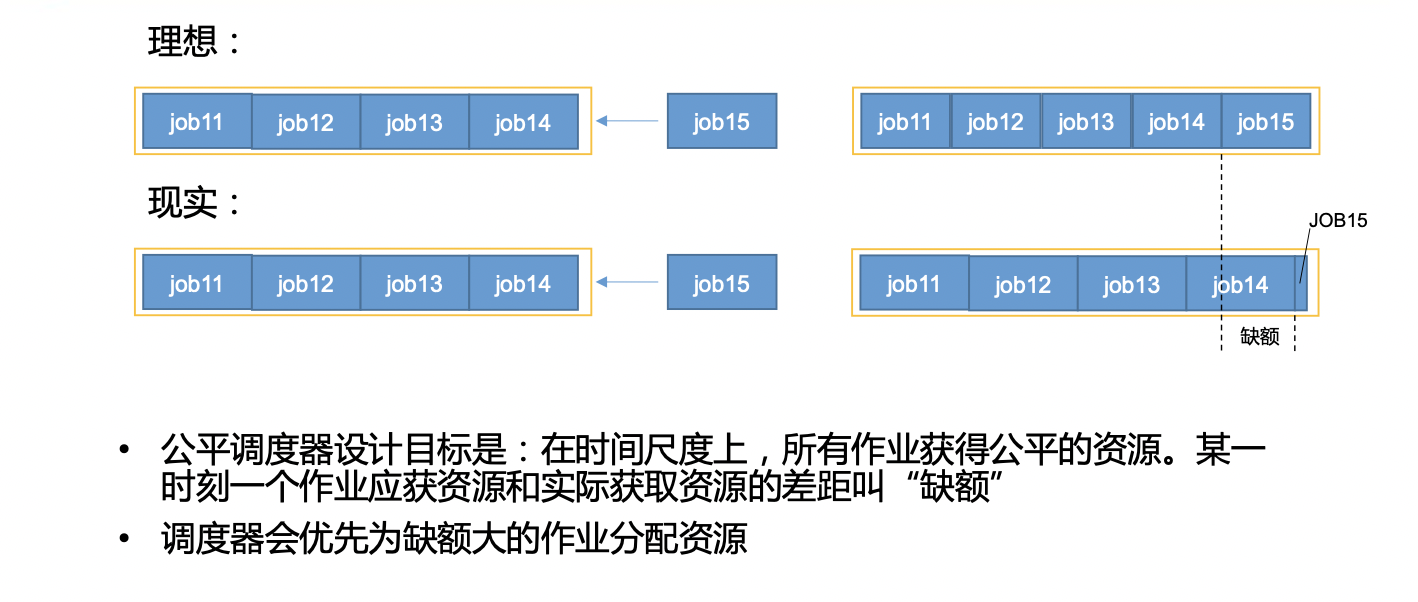 理想：
job11 job12 job13 job14 job15 job11 job12 job13 job14 job15
现实：
JOB15
job11 job12 job13 job14 job15 job11 job12 job13 job14
缺额
• 公平调度器设计目标是：在时间尺度上，所有作业获得公平的资源。某一
时刻一个作业应获资源和实际获取资源的差距叫“缺额”
• 调度器会优先为缺额大的作业分配资源